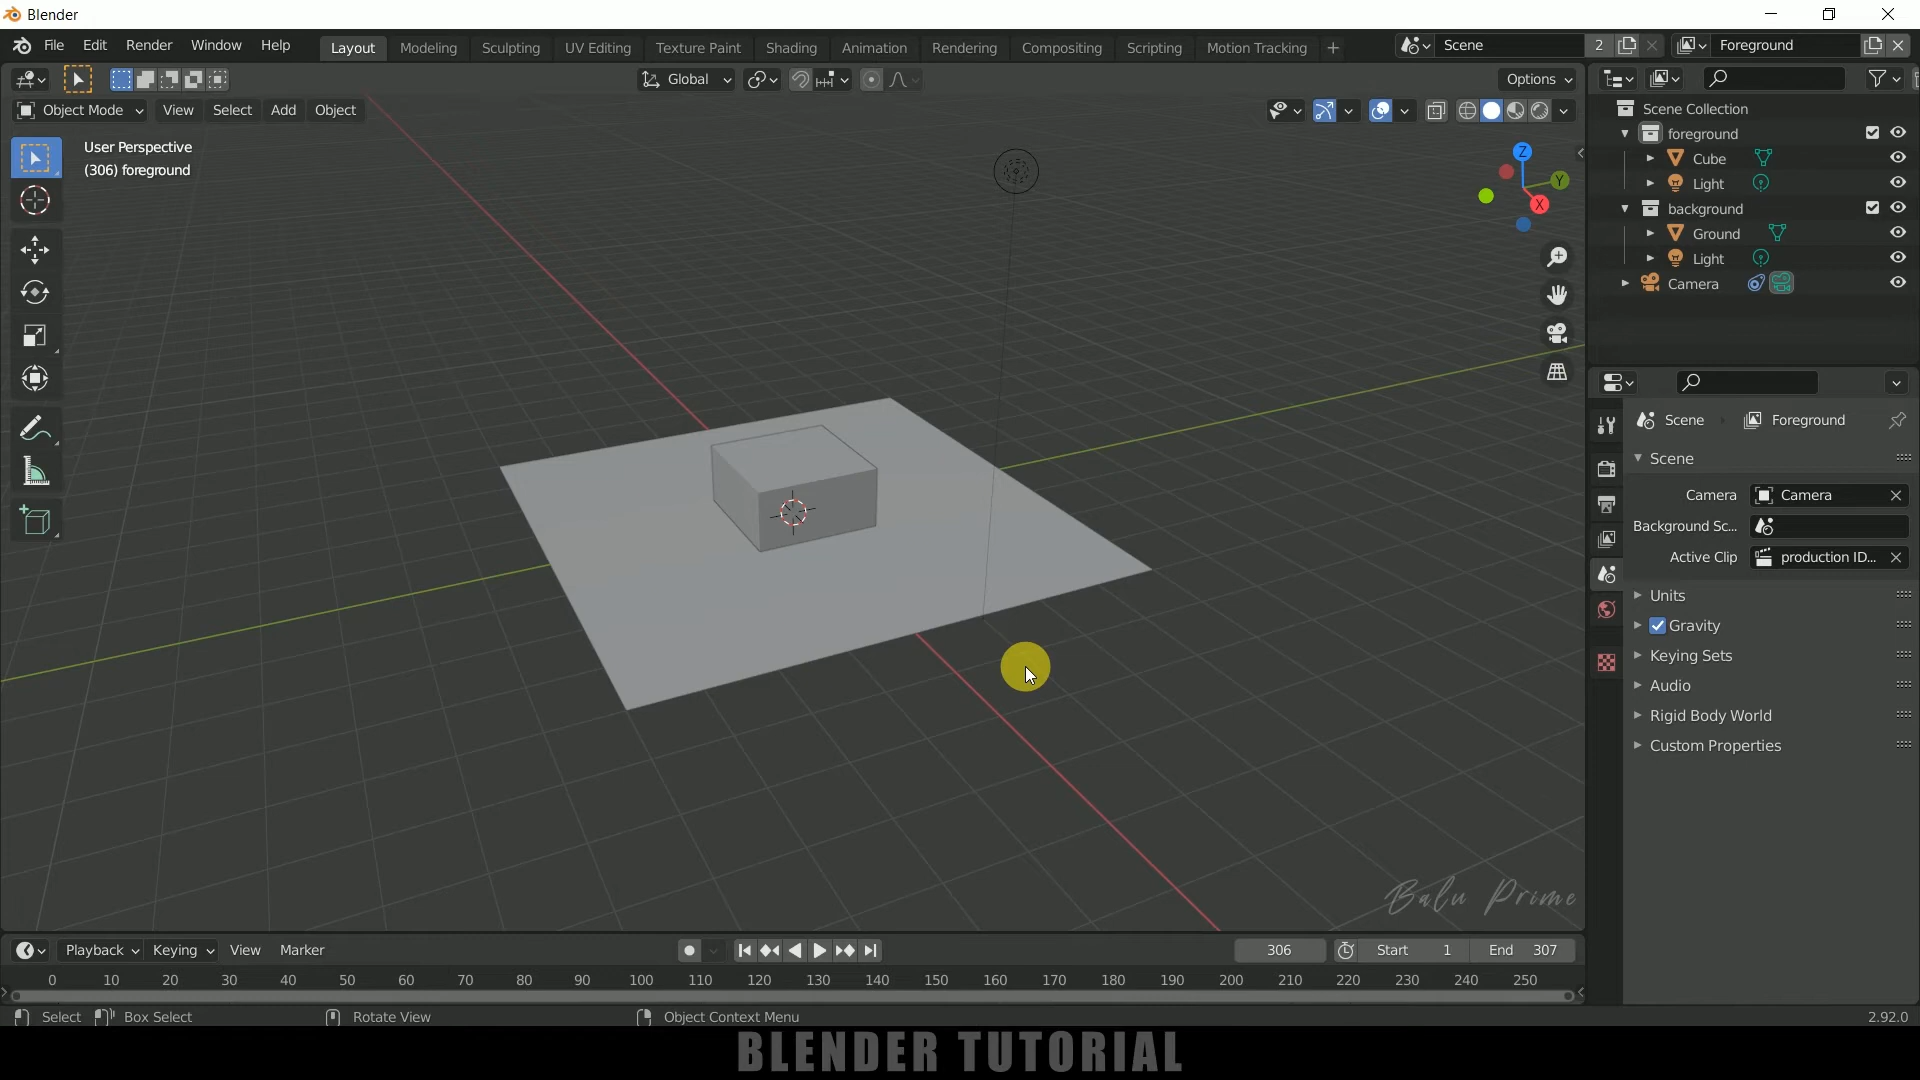 Blender
File Edit Render Window Help Layout Modeling Sculpting UV Editing Texture Paint Shading Animation Rendering Compositing Scripting Motion Tracking + Scene 2 Foreground
Global Options
Object Mode View Select Add Object
User Perspective
(306) foreground
Z
Y
X
Scene Collection
foreground
Cube
Light
background
Ground
Light
Camera
Scene Foreground
Scene
Camera Camera
Background Sc...
Active Clip production ID...
Units
Gravity
Keying Sets
Audio
Rigid Body World
Custom Properties
Balu Prime
Playback Keying View Marker 306 Start 1 End 307
0 10 20 30 40 50 60 70 80 90 100 110 120 130 140 150 160 170 180 190 200 210 220 230 240 250
Select Box Select Rotate View Object Context Menu 2.92.0
BLENDER TUTORIAL